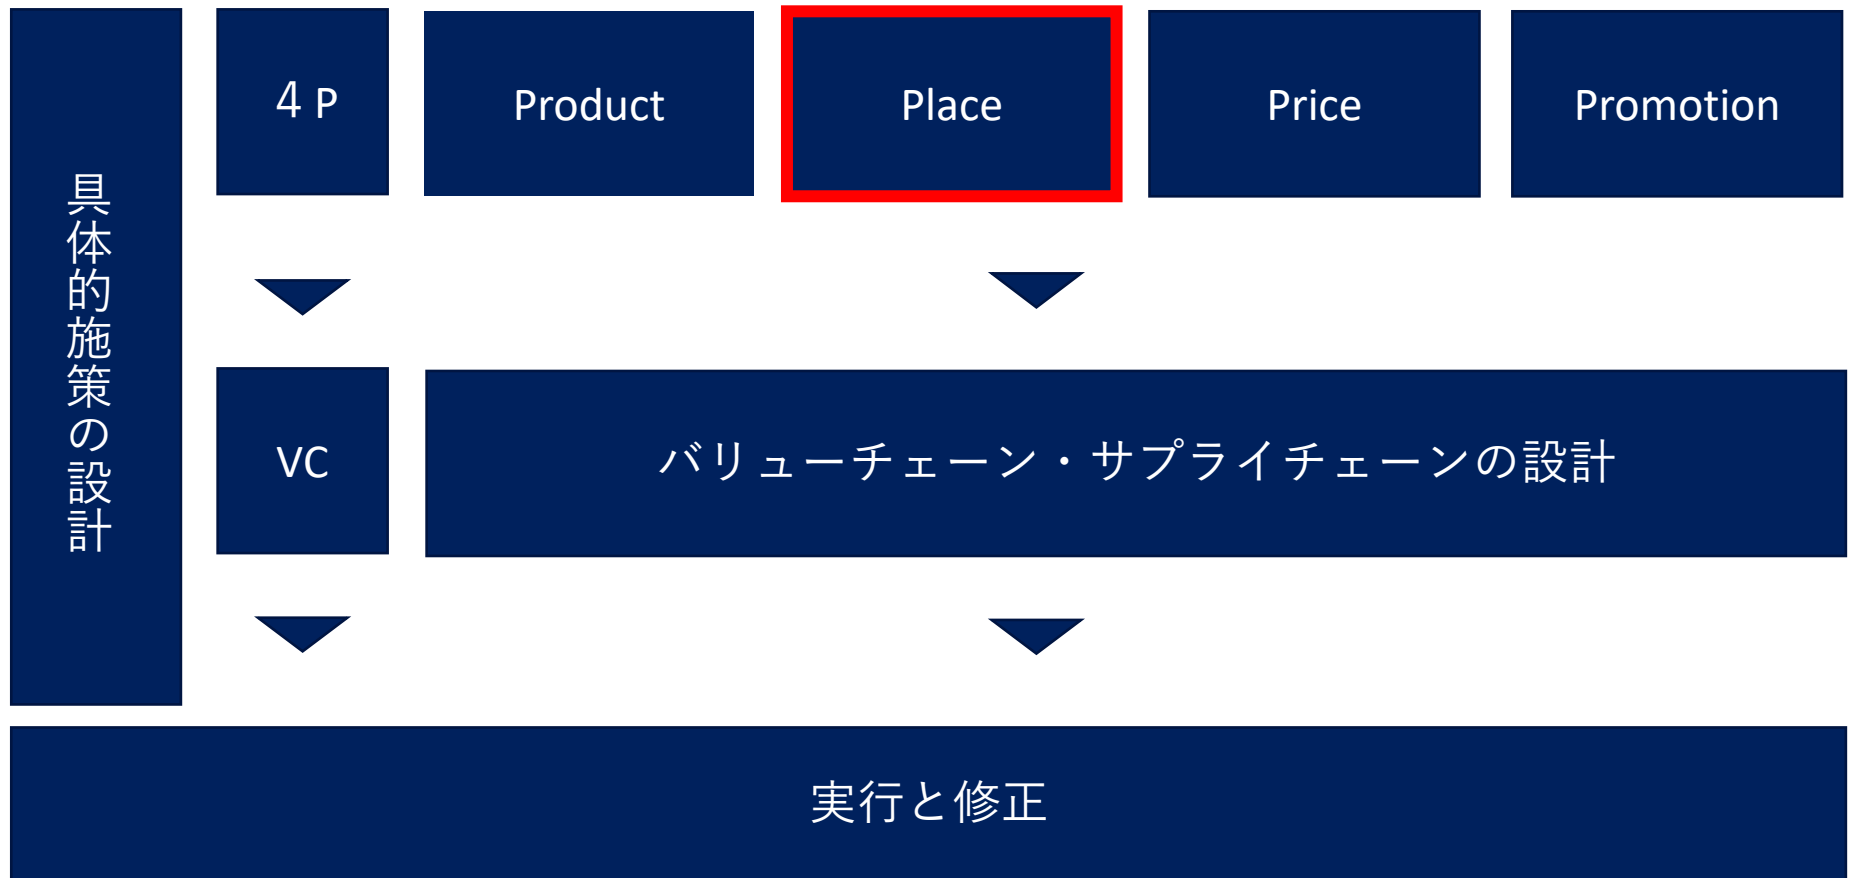 具体的施策の設計
４P
Product
Place
Price
Promotion
VC
バリューチェーン・サプライチェーンの設計
実行と修正